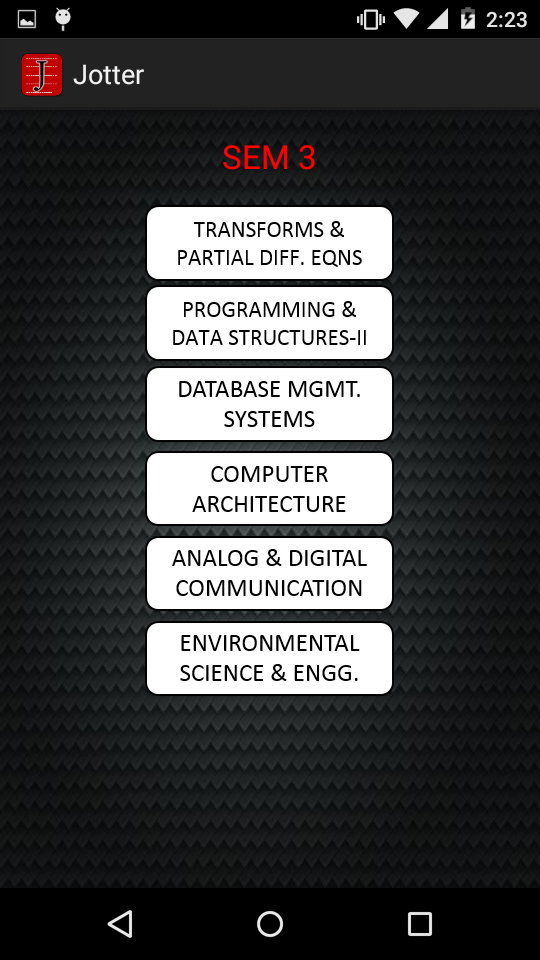 2:23
J Jotter
SEM 3
TRANSFORMS &
PARTIAL DIFF. EQNS
PROGRAMMING &
DATA STRUCTURES-II
DATABASE MGMT.
SYSTEMS
COMPUTER
ARCHITECTURE
ANALOG & DIGITAL
COMMUNICATION
ENVIRONMENTAL
SCIENCE & ENGG.